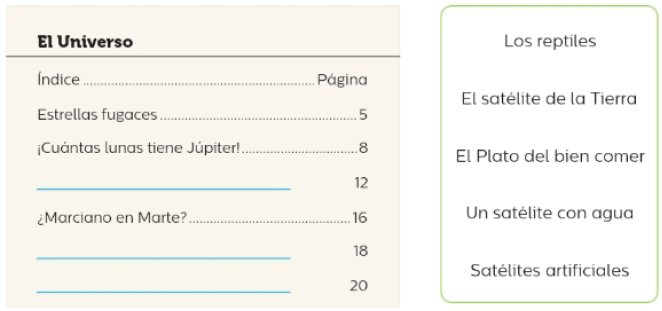 El Universo
Índice ........ Página
Estrellas fugaces ........ 5
¡Cuántas lunas tiene Júpiter! ........ 8
12
¿Marciano en Marte? ........ 16
18
20
Los reptiles
El satélite de la Tierra
El Plato del bien comer
Un satélite con agua
Satélites artificiales